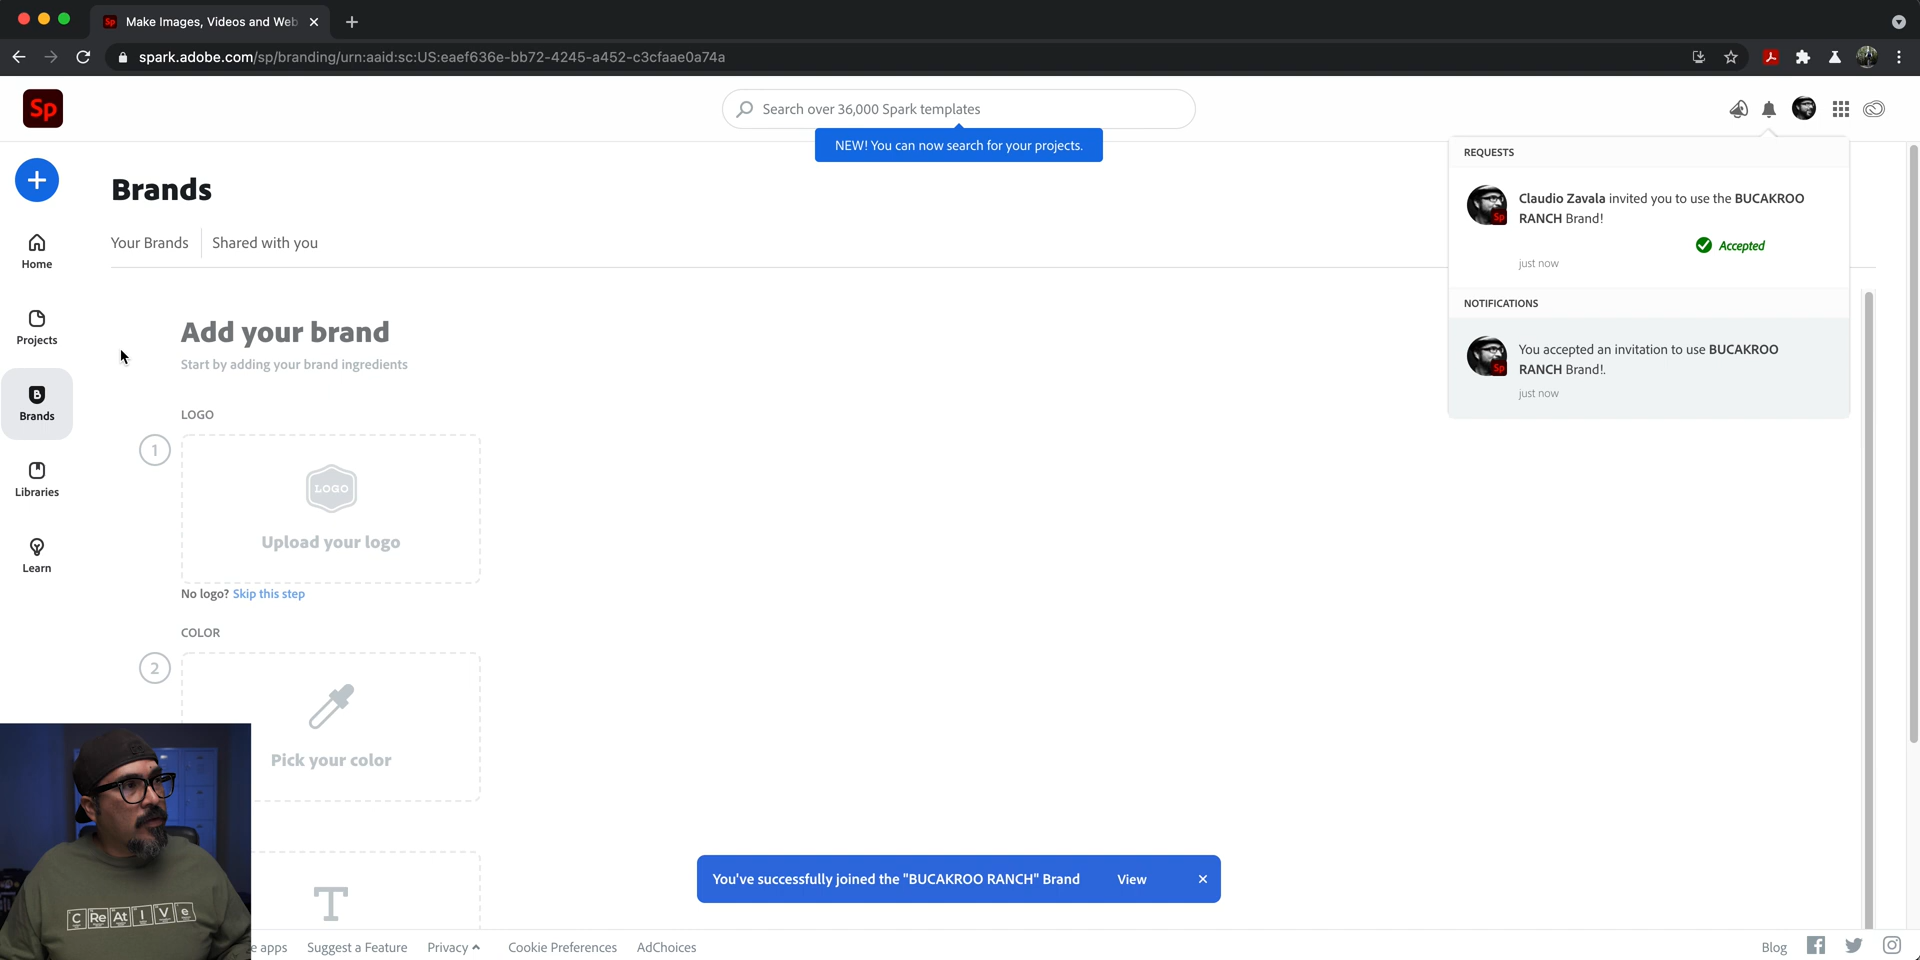 Sp Make Images, Videos and Web
spark.adobe.com/sp/branding/urn:aaid:sc:US:eaef636e-bb72-4245-a452-c3cfaae0a74a
Sp
Search over 36,000 Spark templates
NEW! You can now search for your projects.
Brands
Your Brands
Shared with you
Home
Projects
B
Brands
Libraries
Learn
Add your brand
Start by adding your brand ingredients
LOGO
1
LOGO
Upload your logo
No logo? Skip this step
COLOR
2
Pick your color
T
REQUESTS
Claudio Zavala invited you to use the BUCAKROO
RANCH Brand!
Sp
Accepted
just now
NOTIFICATIONS
You accepted an invitation to use BUCAKROO
RANCH Brand!.
Sp
just now
You've successfully joined the "BUCAKROO RANCH" Brand View
CReAtIVe
e apps
Suggest a Feature
Privacy
Cookie Preferences
AdChoices
Blog